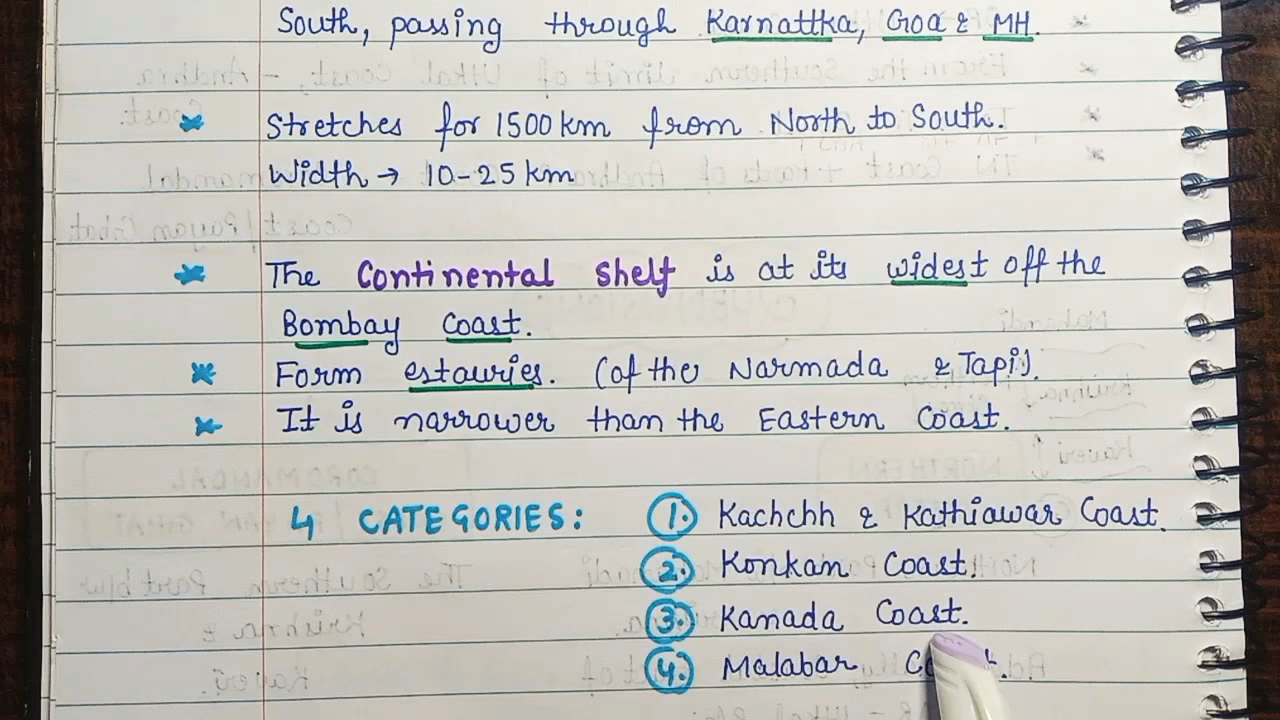 South, passing through Karnattka, Goa & MH.
Stretches for 1500 km from North to South.
Width → 10-25 km
The Continental Shelf is at its widest off the
Bombay Coast.
Form estauries. (of the Narmada & Tapi).
It is narrower than the Eastern Coast.
4 CATEGORIES: 1. Kachchh & Kathiawar Coast.
2. Konkan Coast.
3. Kanada Coast.
4. Malabar